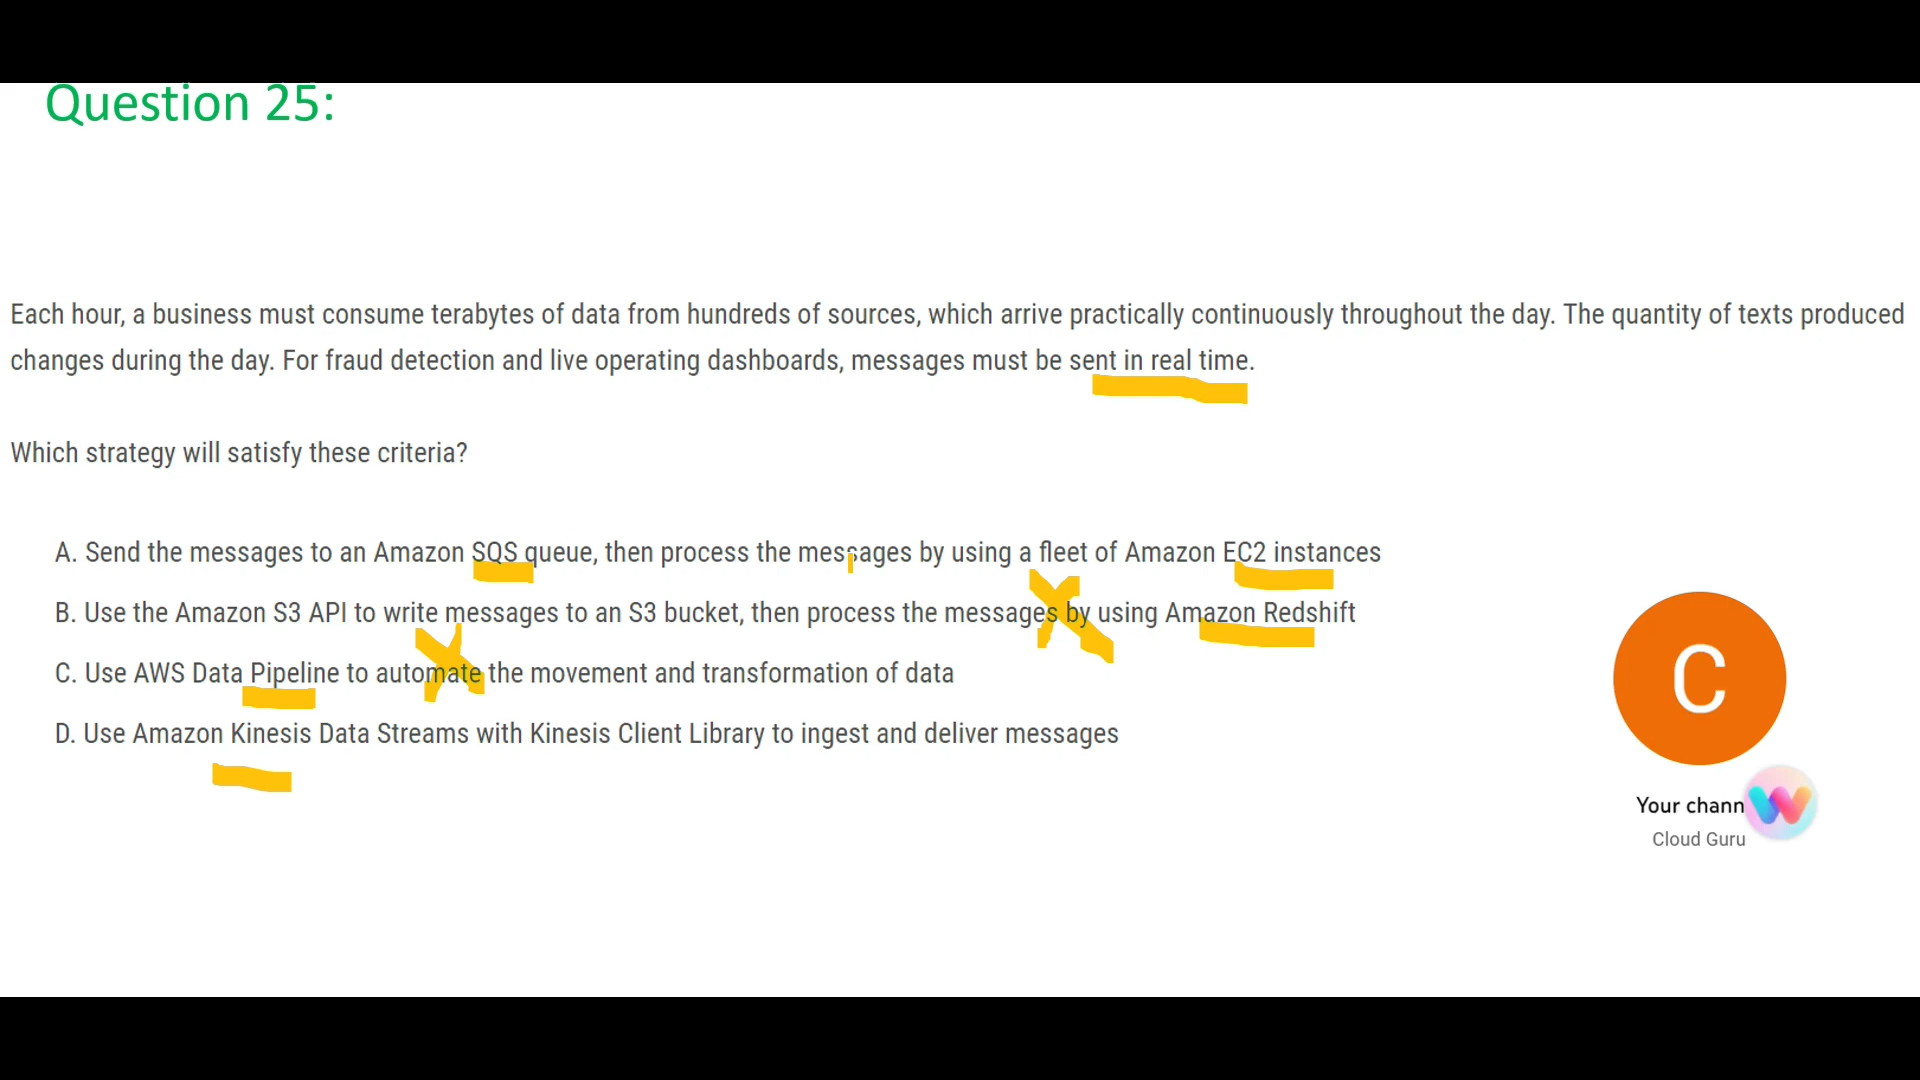 Question 25:
Each hour, a business must consume terabytes of data from hundreds of sources, which arrive practically continuously throughout the day. The quantity of texts produced
changes during the day. For fraud detection and live operating dashboards, messages must be sent in real time.
Which strategy will satisfy these criteria?
A. Send the messages to an Amazon SQS queue, then process the messages by using a fleet of Amazon EC2 instances
B. Use the Amazon S3 API to write messages to an S3 bucket, then process the messages by using Amazon Redshift
C. Use AWS Data Pipeline to automate the movement and transformation of data
D. Use Amazon Kinesis Data Streams with Kinesis Client Library to ingest and deliver messages
C
Your chann
Cloud Guru